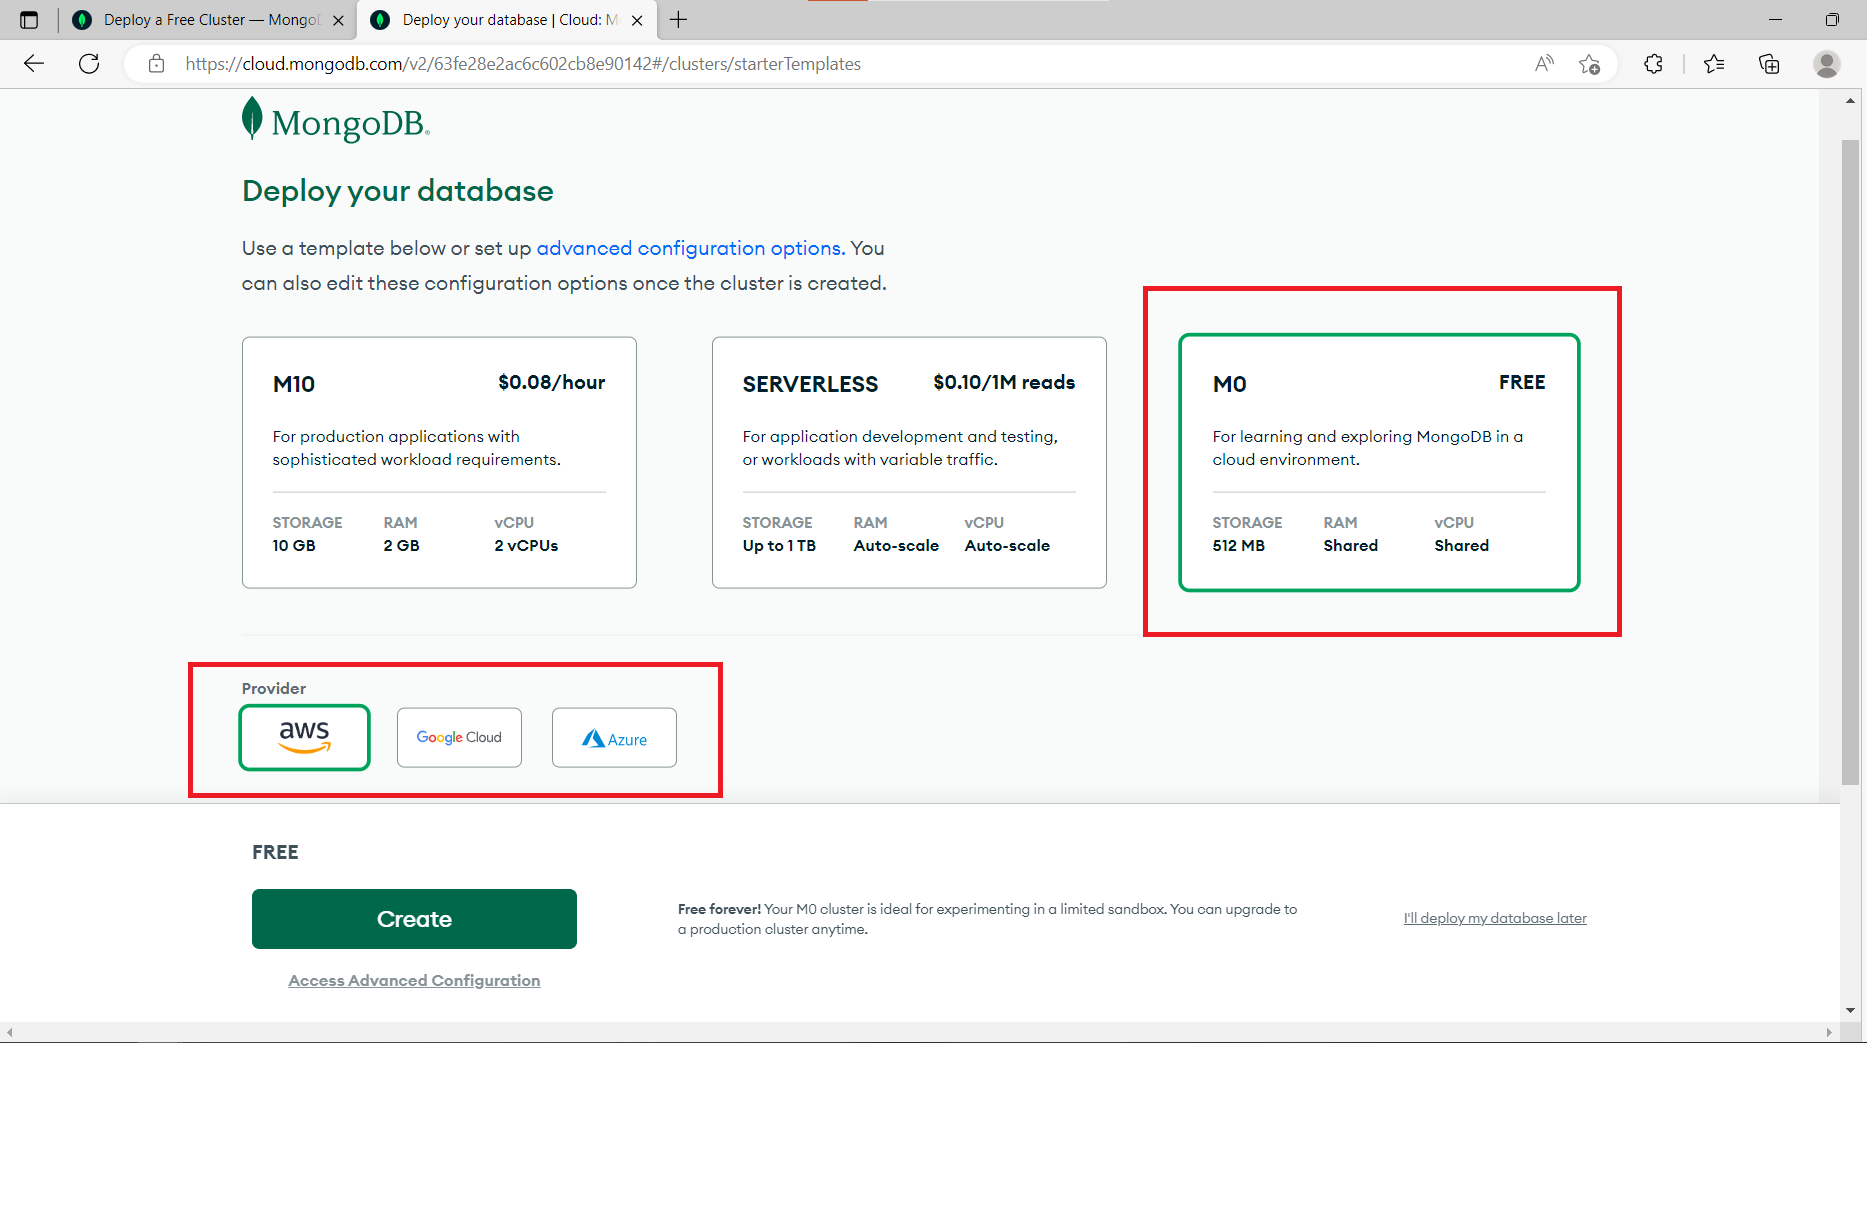 Deploy a Free Cluster — Mongo
Deploy your database | Cloud: M
https://cloud.mongodb.com/v2/63fe28e2ac6c602cb8e90142#/clusters/starterTemplates
MongoDB.
Deploy your database
Use a template below or set up advanced configuration options. You
can also edit these configuration options once the cluster is created.
M10 $0.08/hour
For production applications with
sophisticated workload requirements.
STORAGE RAM vCPU
10 GB 2 GB 2 vCPUs
SERVERLESS $0.10/1M reads
For application development and testing,
or workloads with variable traffic.
STORAGE RAM vCPU
Up to 1 TB Auto-scale Auto-scale
M0 FREE
For learning and exploring MongoDB in a
cloud environment.
STORAGE RAM vCPU
512 MB Shared Shared
Provider
aws
Google Cloud
Azure
FREE
Create
Access Advanced Configuration
Free forever! Your M0 cluster is ideal for experimenting in a limited sandbox. You can upgrade to
a production cluster anytime.
I'll deploy my database later